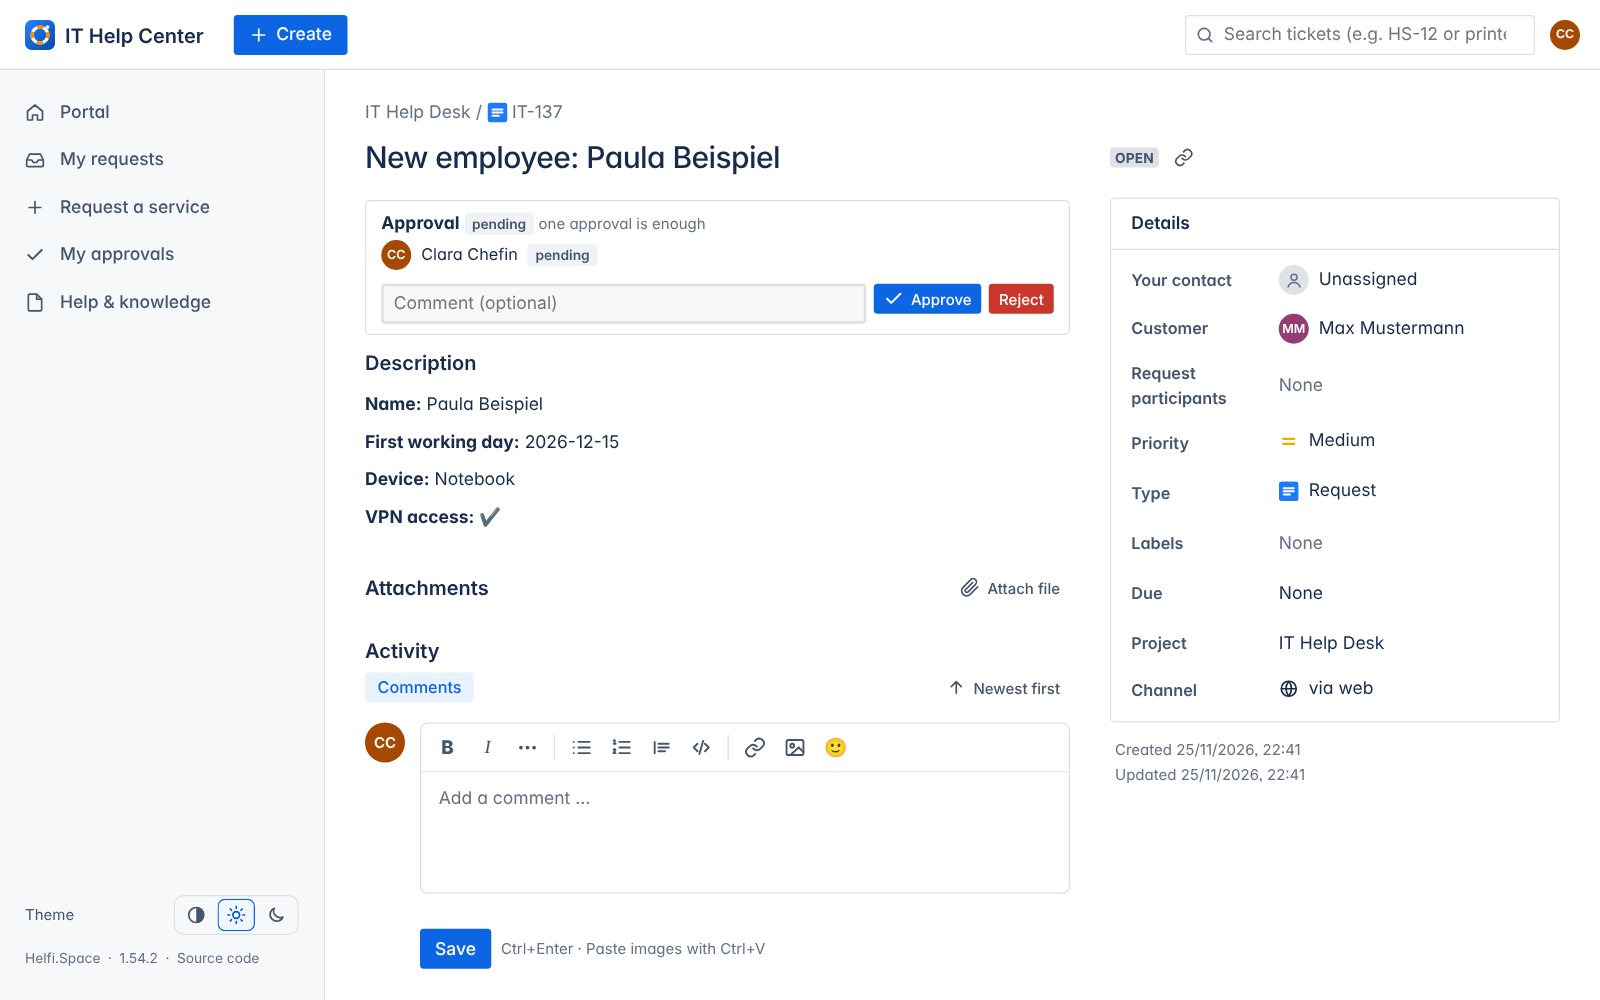 IT Help Center
Create
Search tickets (e.g. HS-12 or printe
CC
Portal
My requests
Request a service
My approvals
Help & knowledge
IT Help Desk / IT-137
New employee: Paula Beispiel
OPEN
Approval pending one approval is enough
CC Clara Chefin pending
Comment (optional)
Approve
Reject
Description
Name: Paula Beispiel
First working day: 2026-12-15
Device: Notebook
VPN access: ✔
Attachments
Attach file
Activity
Comments
Newest first
CC
B I
Add a comment ...
Save
Ctrl+Enter · Paste images with Ctrl+V
Details
Your contact Unassigned
Customer MM Max Mustermann
Request
participants
None
Priority Medium
Type Request
Labels None
Due None
Project IT Help Desk
Channel via web
Created 25/11/2026, 22:41
Updated 25/11/2026, 22:41
Theme
Helfi.Space · 1.54.2 · Source code